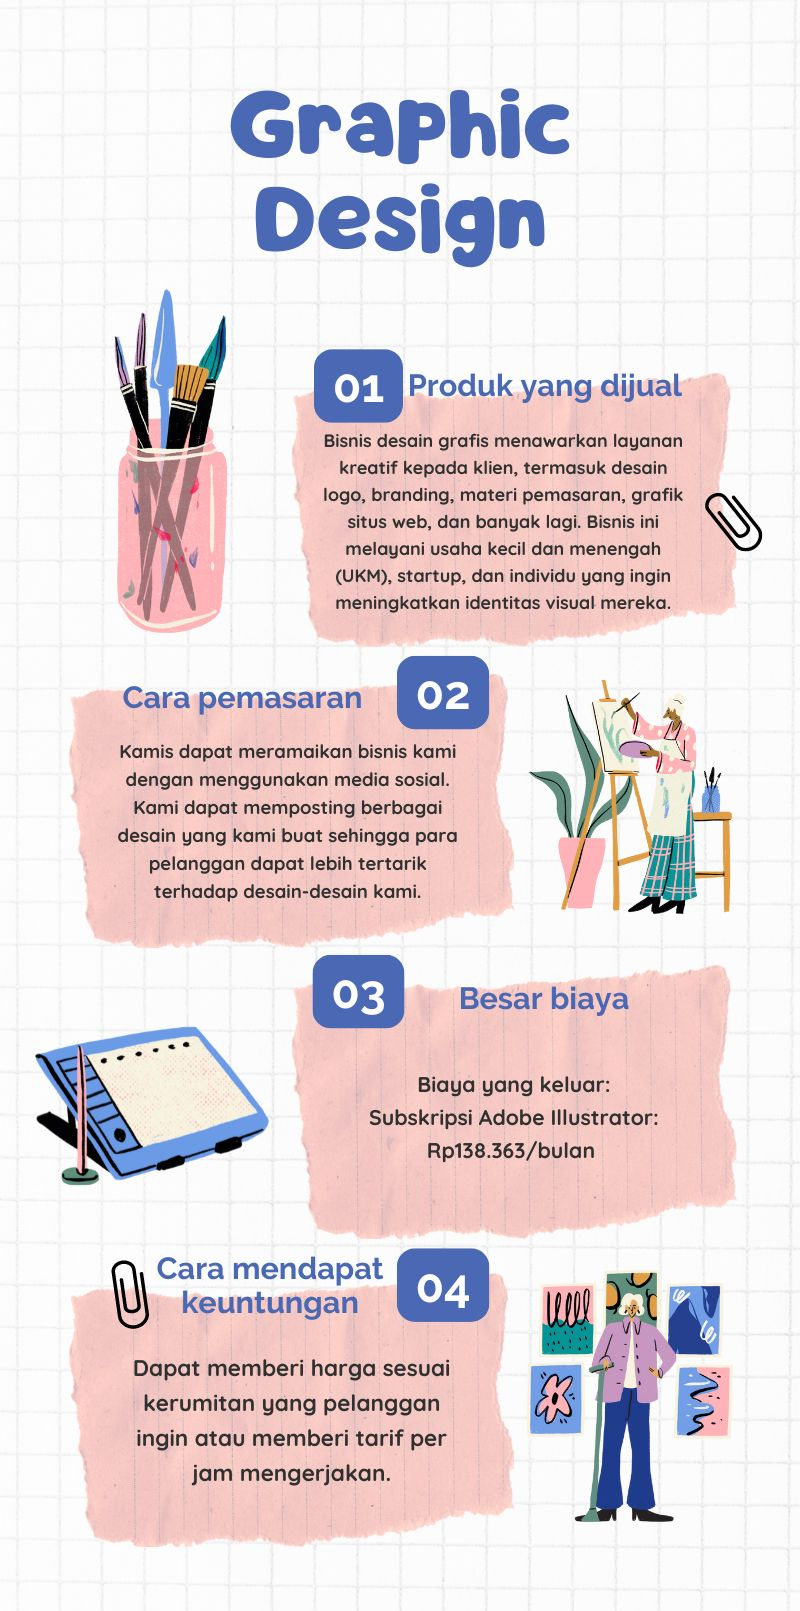 Graphic
Design
01
Produk yang dijual
Bisnis desain grafis menawarkan layanan
kreatif kepada klien, termasuk desain
logo, branding, materi pemasaran, grafik
situs web, dan banyak lagi. Bisnis ini
melayani usaha kecil dan menengah
(UKM), startup, dan individu yang ingin
meningkatkan identitas visual mereka.
Cara pemasaran
02
Kamis dapat meramaikan bisnis kami
dengan menggunakan media sosial.
Kami dapat memposting berbagai
desain yang kami buat sehingga para
pelanggan dapat lebih tertarik
terhadap desain-desain kami.
03
Besar biaya
Biaya yang keluar:
Subskripsi Adobe Illustrator:
Rp138.363/bulan
Cara mendapat
keuntungan
04
Dapat memberi harga sesuai
kerumitan yang pelanggan
ingin atau memberi tarif per
jam mengerjakan.